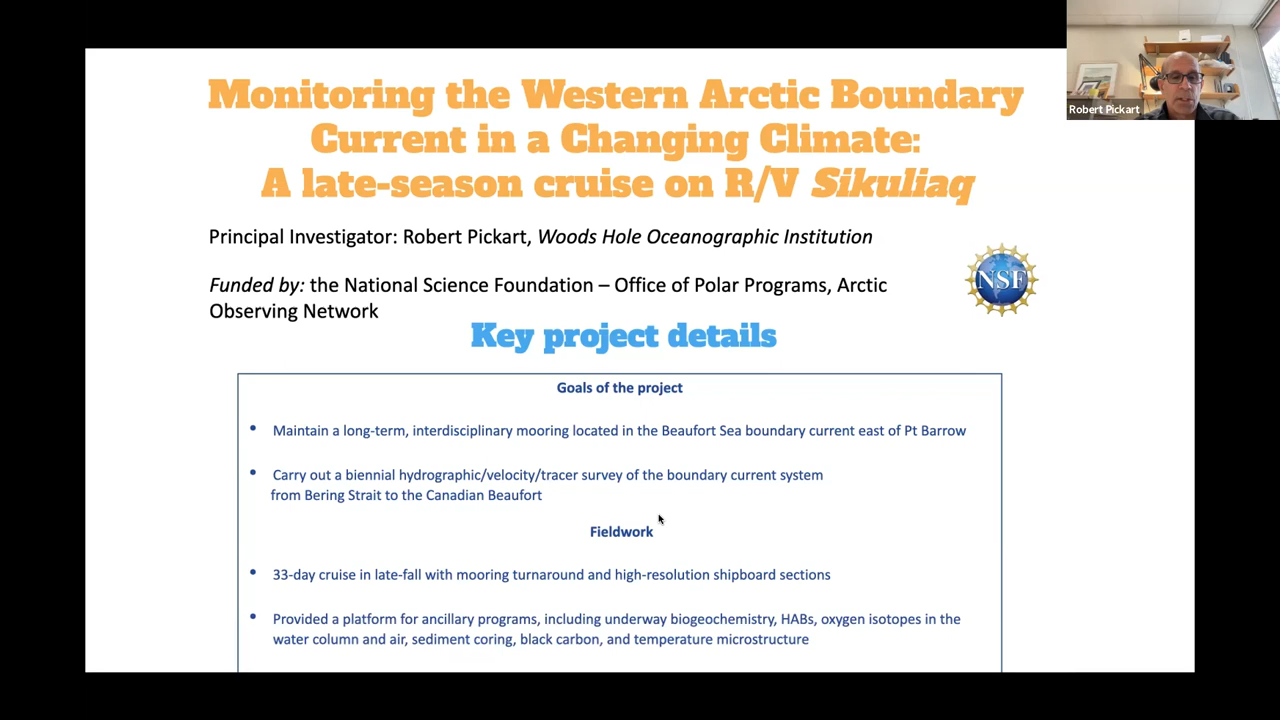 Monitoring the Western Arctic Boundary
Current in a Changing Climate:
A late-season cruise on R/V Sikuliaq
Robert Pickart
Principal Investigator: Robert Pickart, Woods Hole Oceanographic Institution
Funded by: the National Science Foundation – Office of Polar Programs, Arctic
Observing Network
NSF
Key project details
Goals of the project
• Maintain a long-term, interdisciplinary mooring located in the Beaufort Sea boundary current east of Pt Barrow
• Carry out a biennial hydrographic/velocity/tracer survey of the boundary current system
from Bering Strait to the Canadian Beaufort
Fieldwork
• 33-day cruise in late-fall with mooring turnaround and high-resolution shipboard sections
• Provided a platform for ancillary programs, including underway biogeochemistry, HABs, oxygen isotopes in the
water column and air, sediment coring, black carbon, and temperature microstructure